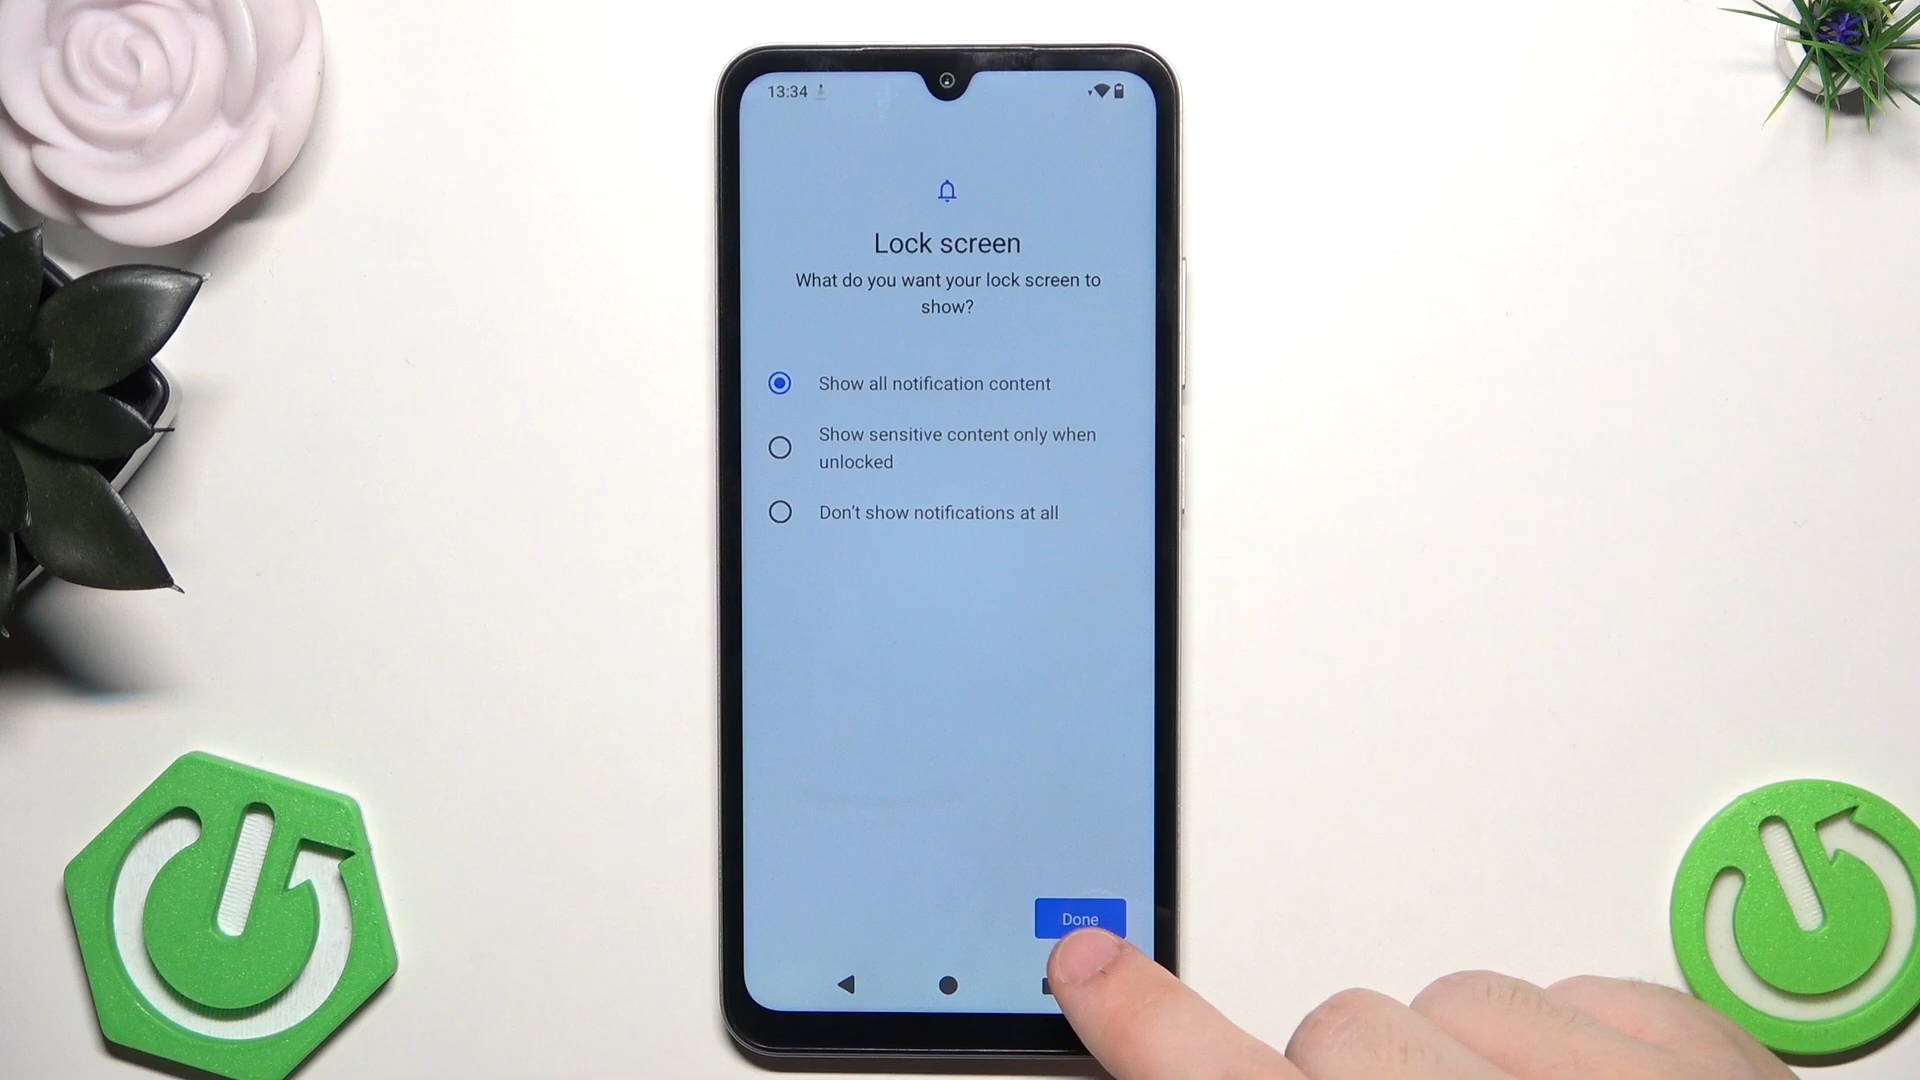 13:34
Lock screen
What do you want your lock screen to
show?
Show all notification content
Show sensitive content only when
unlocked
Don't show notifications at all
Done